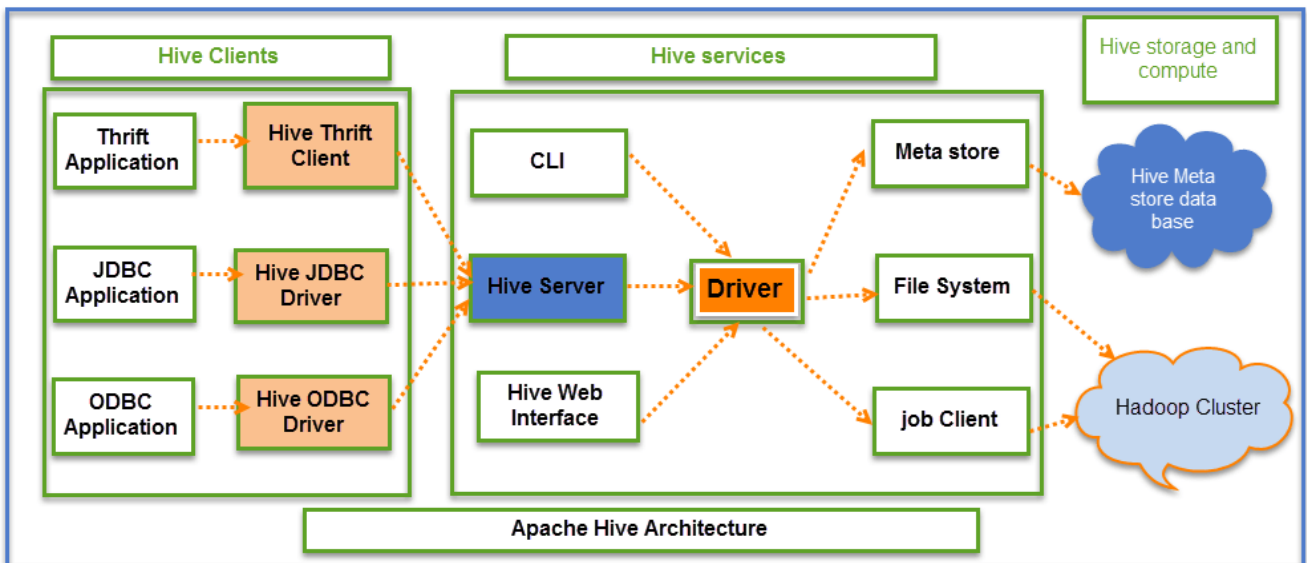 Hive Clients
Hive services
Hive storage and
compute
Thrift
Application
Hive Thrift
Client
CLI
Meta store
Hive Meta
store data
base
JDBC
Application
Hive JDBC
Driver
Hive Server
Driver
File System
ODBC
Application
Hive ODBC
Driver
Hive Web
Interface
job Client
Hadoop Cluster
Apache Hive Architecture